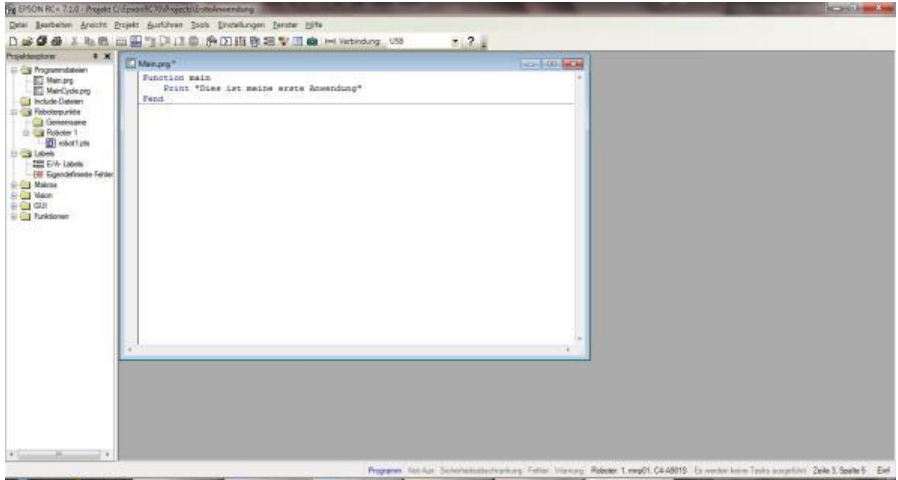 EPSON RC+ 7.1.0 - Projekt C:\EpsonRC70\Projects\ErsteAnwendung
Datei Bearbeiten Ansicht Projekt Ausführen Tools Einstellungen Fenster Hilfe
Verbindung: USB
Projektexplorer
Programmdateien
Main.prg
MainCycle.prg
Include-Dateien
Roboterpunkte
Gemeinsame
Roboter 1
robot1.pts
Labels
E/A- Labels
Eigendefinierte Fehler
Makros
Vision
GUI
Funktionen
Main.prg *
Function main
Print "Dies ist meine erste Anwendung"
Fend
Programm Not-Aus Sicherheitsabschrankung Fehler Warnung Roboter: 1, mnp01, C4-A601S Es werden keine Tasks ausgeführt Zeile 3, Spalte 5 Einf